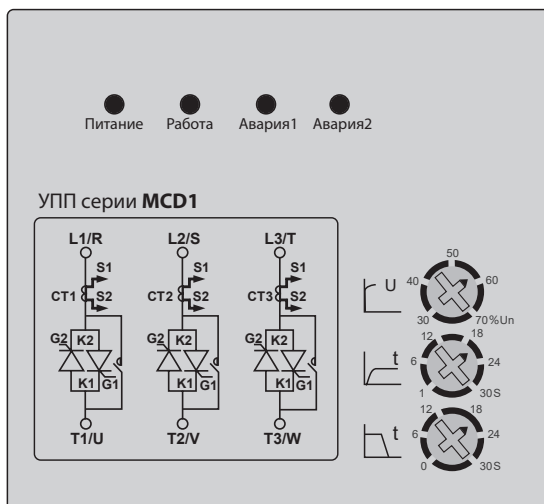 Питание Работа Авария1 Авария2
УПП серии MCD1
L1/R L2/S L3/T
S1 S1 S1
CT1 S2 CT2 S2 CT3 S2
G2 K2 G2 K2 G2 K2
K1 G1 K1 G1 K1 G1
T1/U T2/V T3/W
50
40 60
U
30 70%Un
12 18
t
6 24
1 30S
12 18
t
6 24
0 30S